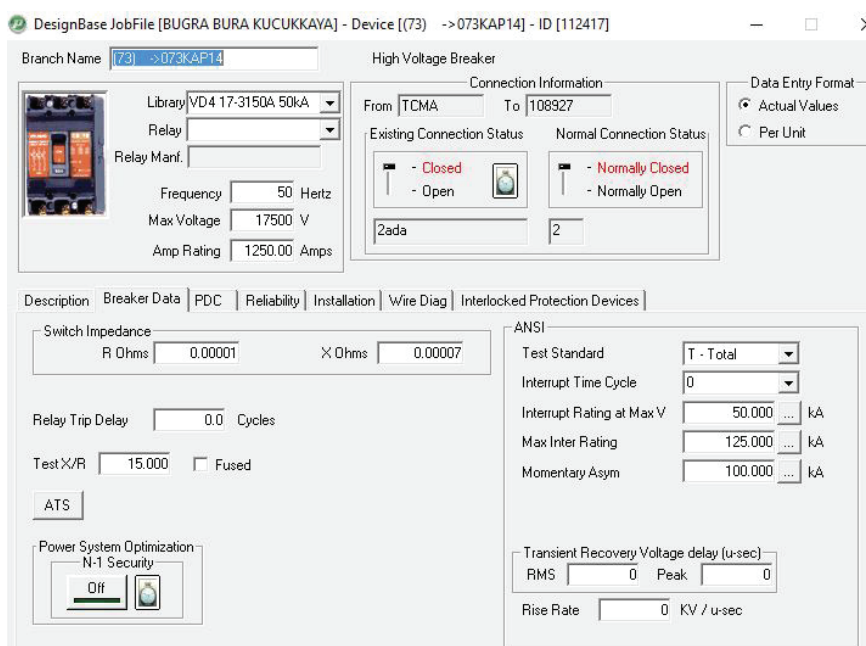 DesignBase JobFile [BUGRA BURA KUCUKKAYA] - Device [(73) ->073KAP14] - ID [112417]
Branch Name (73) ->073KAP14 High Voltage Breaker
Library VD4 17-3150A 50kA
Relay
Relay Manf.
Frequency 50 Hertz
Max Voltage 17500 V
Amp Rating 1250.00 Amps
Connection Information
From TCMA To 108927
Existing Connection Status
- Closed
- Open
2ada
Normal Connection Status
- Normally Closed
- Normally Open
2
Data Entry Format
Actual Values
Per Unit
Description Breaker Data PDC Reliability Installation Wire Diag Interlocked Protection Devices
Switch Impedance
R Ohms 0.00001 X Ohms 0.00007
Relay Trip Delay 0.0 Cycles
Test X/R 15.000 Fused
ATS
Power System Optimization
N-1 Security
Off
ANSI
Test Standard T - Total
Interrupt Time Cycle 0
Interrupt Rating at Max V 50.000 ... kA
Max Inter Rating 125.000 ... kA
Momentary Asym 100.000 ... kA
Transient Recovery Voltage delay (u-sec)
RMS 0 Peak 0
Rise Rate 0 KV / u-sec